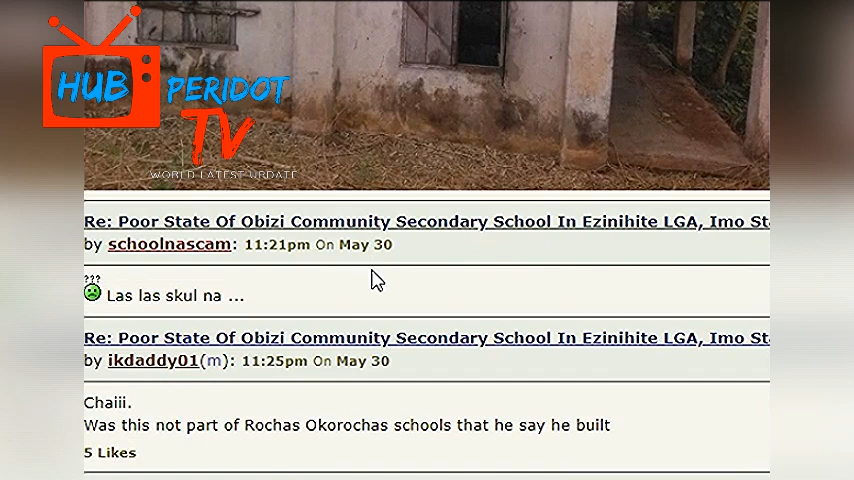 HUB PERIDOT
TV
WORLD LATEST UPDATE
Re: Poor State Of Obizi Community Secondary School In Ezinihite LGA, Imo St
by schoolnascam: 11:21pm On May 30
???
Las las skul na ...
Re: Poor State Of Obizi Community Secondary School In Ezinihite LGA, Imo St
by ikdaddy01(m): 11:25pm On May 30
Chaiii.
Was this not part of Rochas Okorochas schools that he say he built
5 Likes